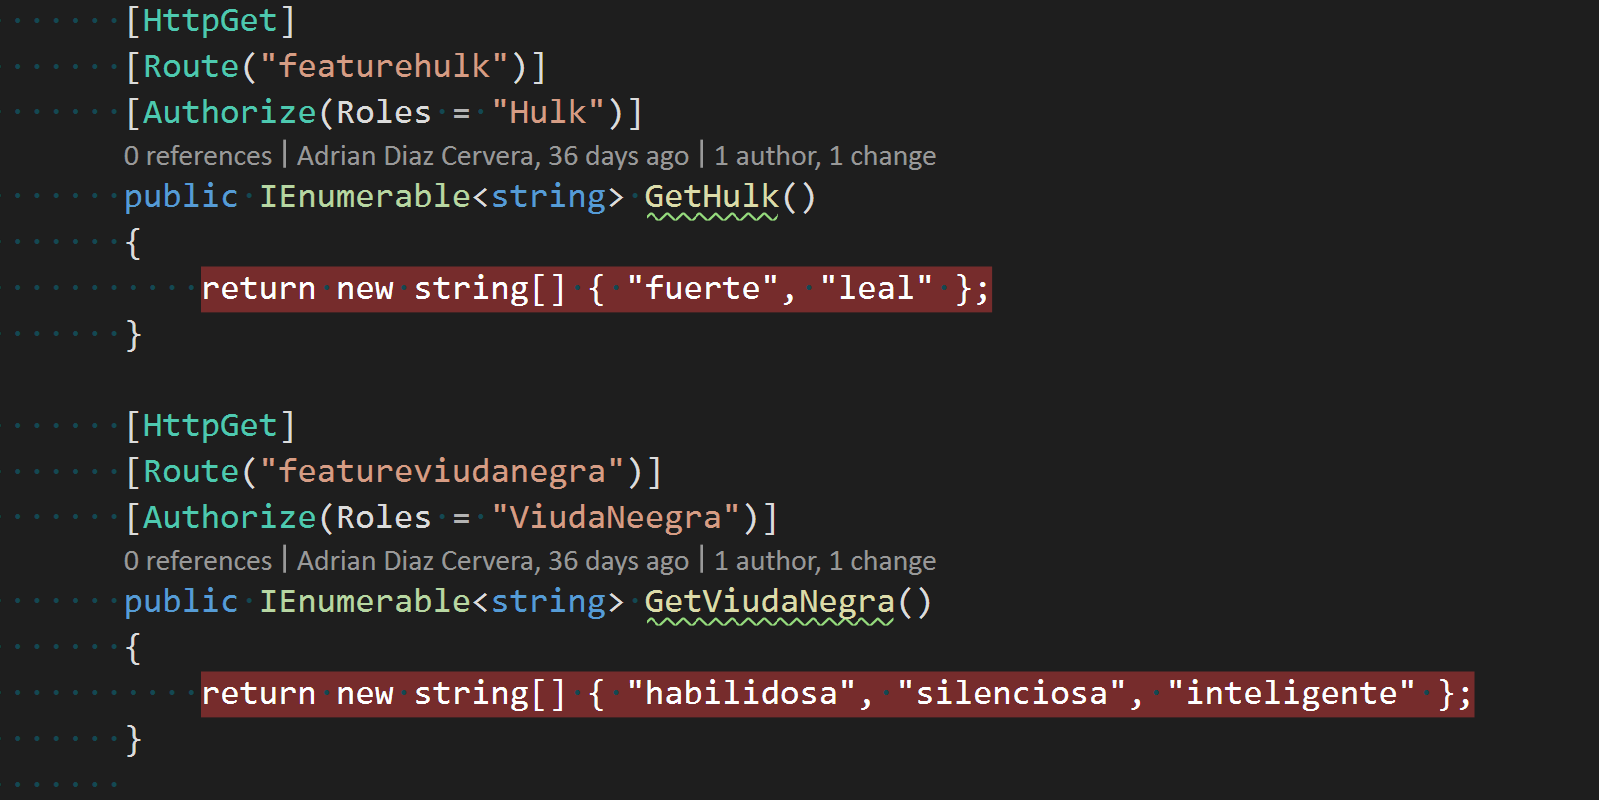 [HttpGet]
[Route("featurehulk")]
[Authorize(Roles = "Hulk")]
0 references | Adrian Diaz Cervera, 36 days ago | 1 author, 1 change
public IEnumerable<string> GetHulk()
{
return new string[] { "fuerte", "leal" };
}
[HttpGet]
[Route("featureviudanegra")]
[Authorize(Roles = "ViudaNeegra")]
0 references | Adrian Diaz Cervera, 36 days ago | 1 author, 1 change
public IEnumerable<string> GetViudaNegra()
{
return new string[] { "habilidosa", "silenciosa", "inteligente" };
}